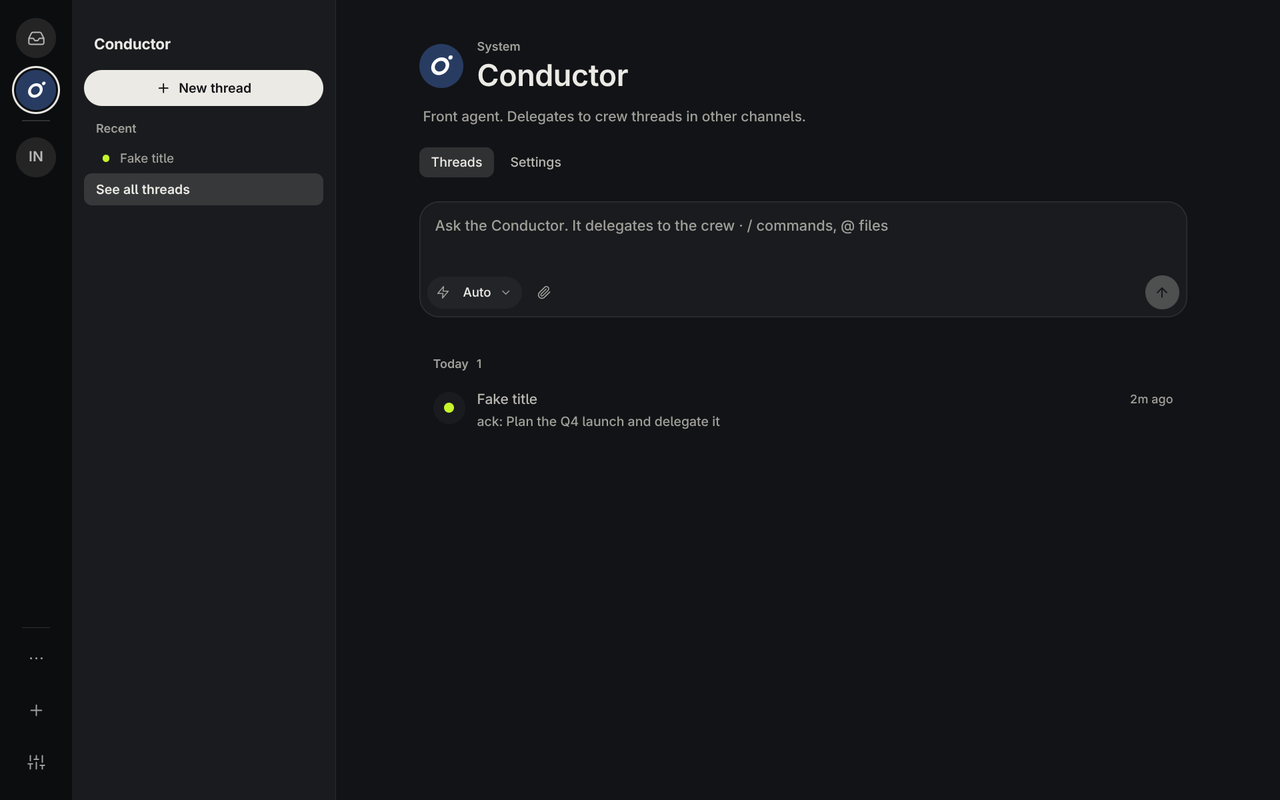 Conductor
New thread
Recent
IN
Fake title
See all threads
System
Conductor
Front agent. Delegates to crew threads in other channels.
Threads Settings
Ask the Conductor. It delegates to the crew · / commands, @ files
Auto
Today 1
Fake title 2m ago
ack: Plan the Q4 launch and delegate it